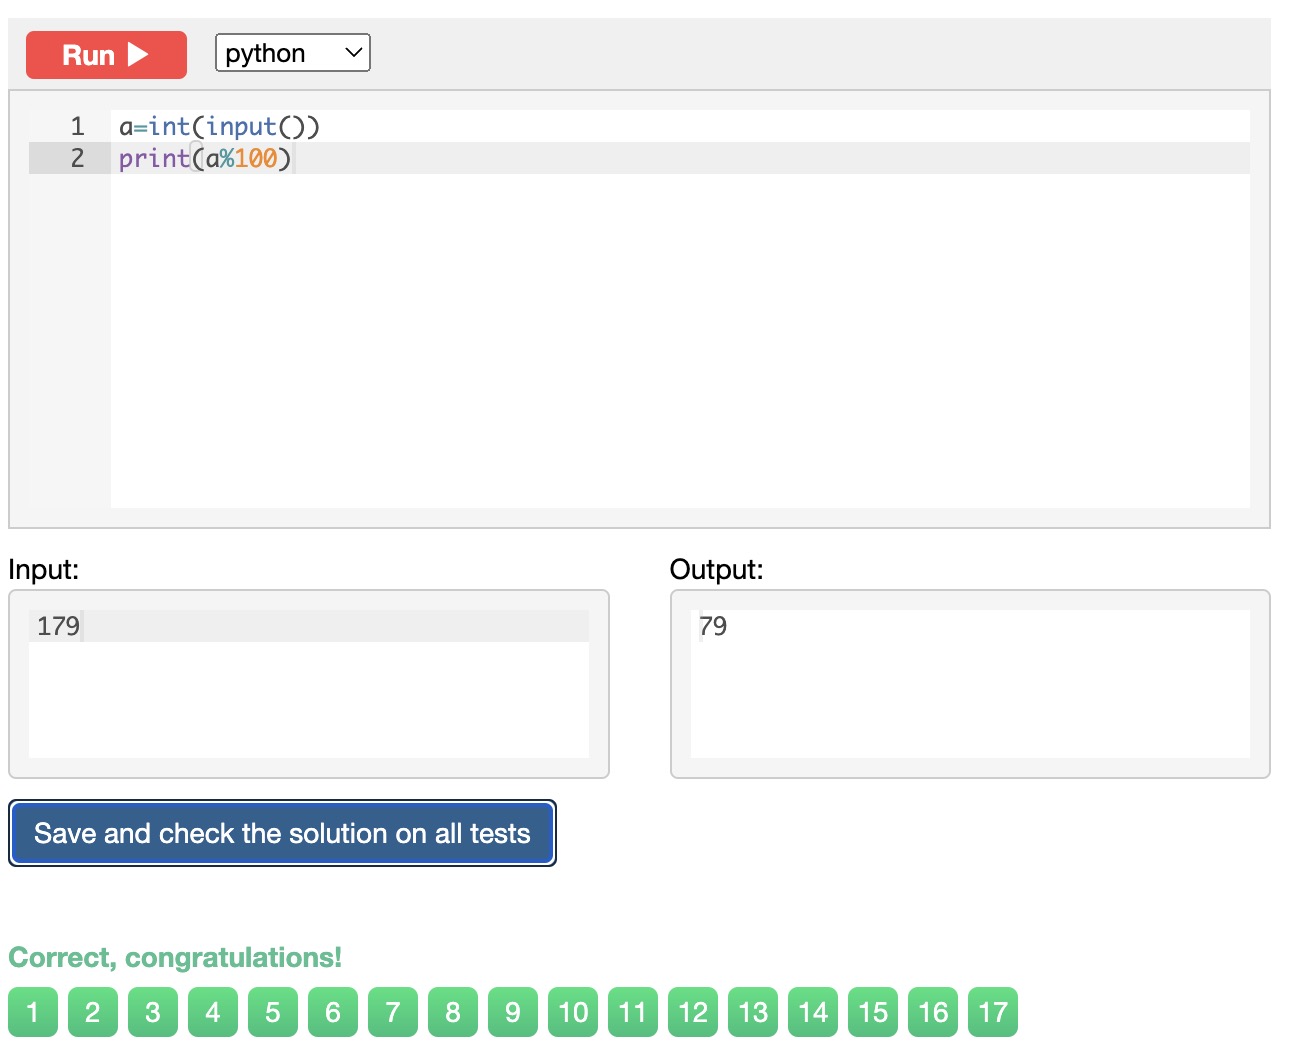 Run
python
1 a=int(input())
2 print(a%100)
Input: Output:
179 79
Save and check the solution on all tests
Correct, congratulations!
1 2 3 4 5 6 7 8 9 10 11 12 13 14 15 16 17